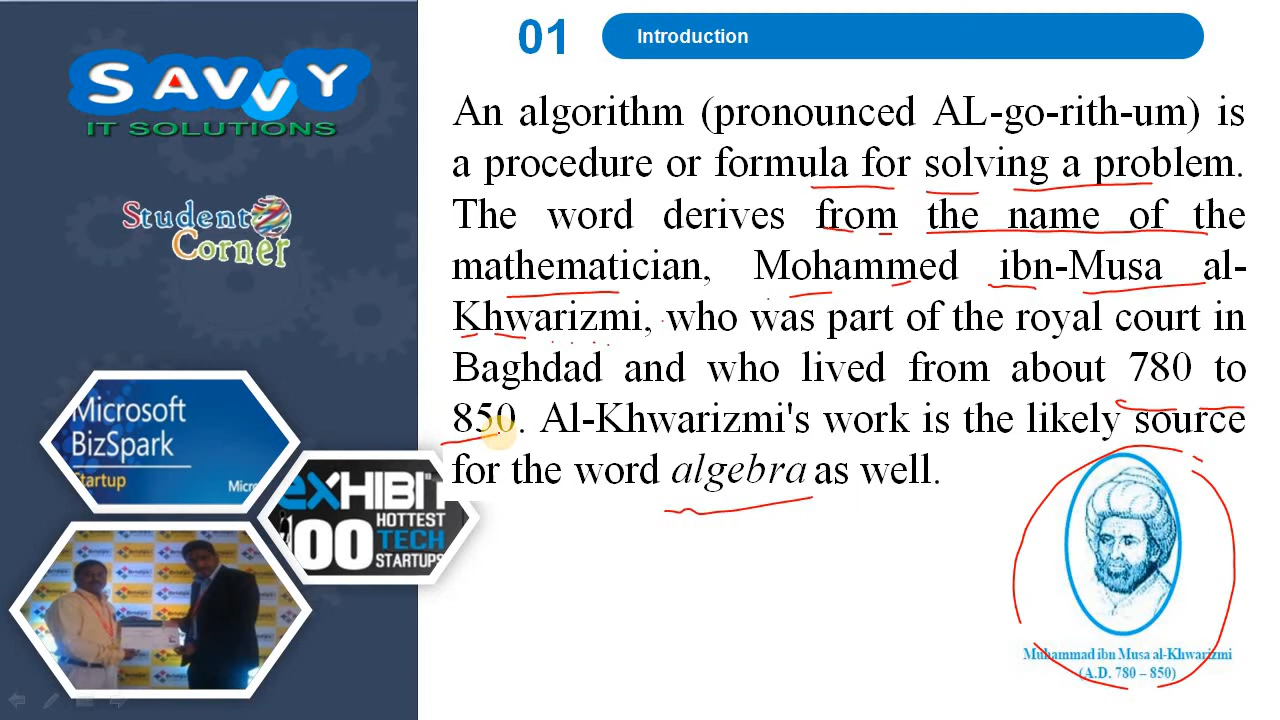 SAVVY
IT SOLUTIONS
Student
Corner
Microsoft
BizSpark
Startup
Micros
eXHIBIT
100
HOTTEST
TECH
STARTUPS
01
Introduction
An algorithm (pronounced AL-go-rith-um) is
a procedure or formula for solving a problem.
The word derives from the name of the
mathematician, Mohammed ibn-Musa al-
Khwarizmi, who was part of the royal court in
Baghdad and who lived from about 780 to
850. Al-Khwarizmi's work is the likely source
for the word algebra as well.
Muhammad ibn Musa al-Khwarizmi
(A.D. 780 – 850)